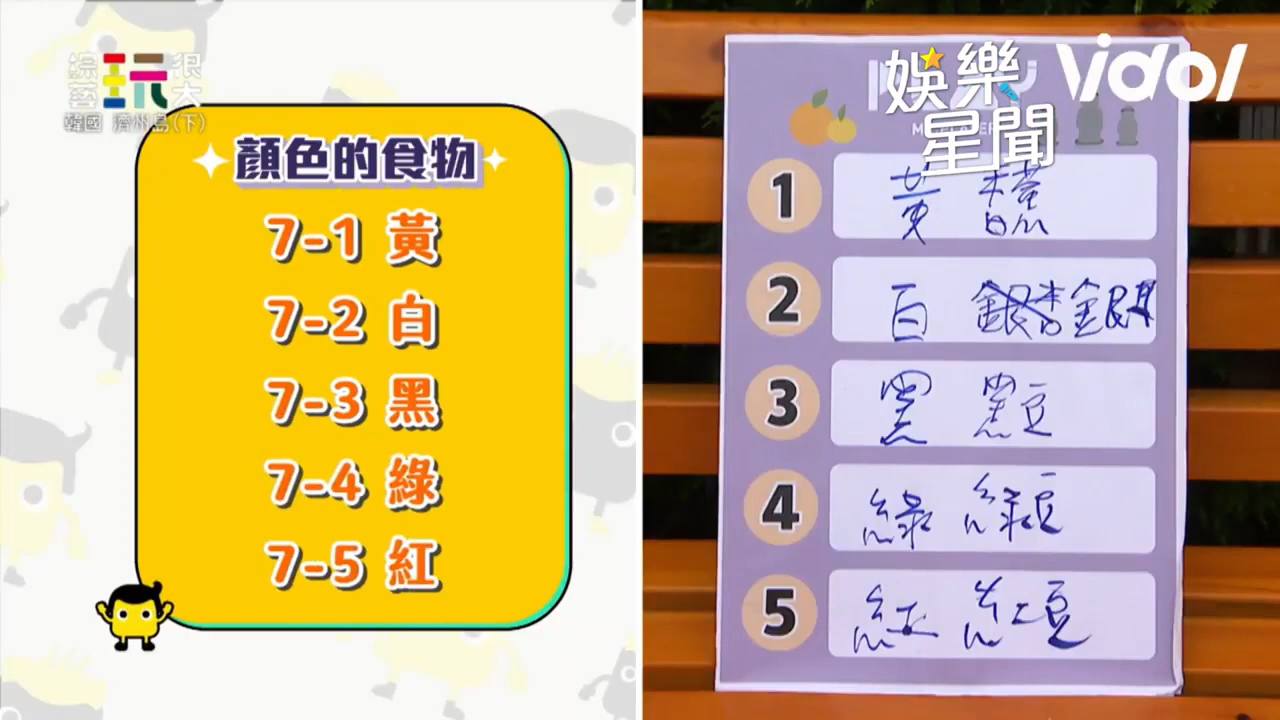 綜藝玩很大
韓國 濟州島(下)
顏色的食物
7-1 黃
7-2 白
7-3 黑
7-4 綠
7-5 紅
娛樂
星聞
Vidol
1 黃
2 白 銀杏銀耳
3 黑 黑豆
4 綠 綠豆
5 紅 紅豆